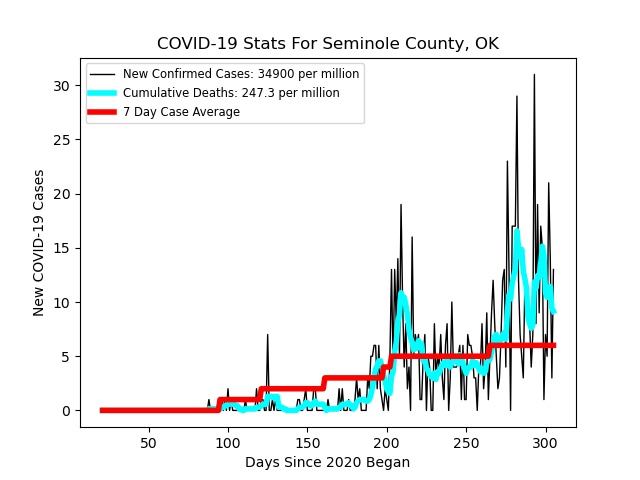 COVID-19 Stats For Seminole County, OK
New Confirmed Cases: 34900 per million
Cumulative Deaths: 247.3 per million
7 Day Case Average
30
25
20
15
10
5
0
New COVID-19 Cases
50 100 150 200 250 300
Days Since 2020 Began